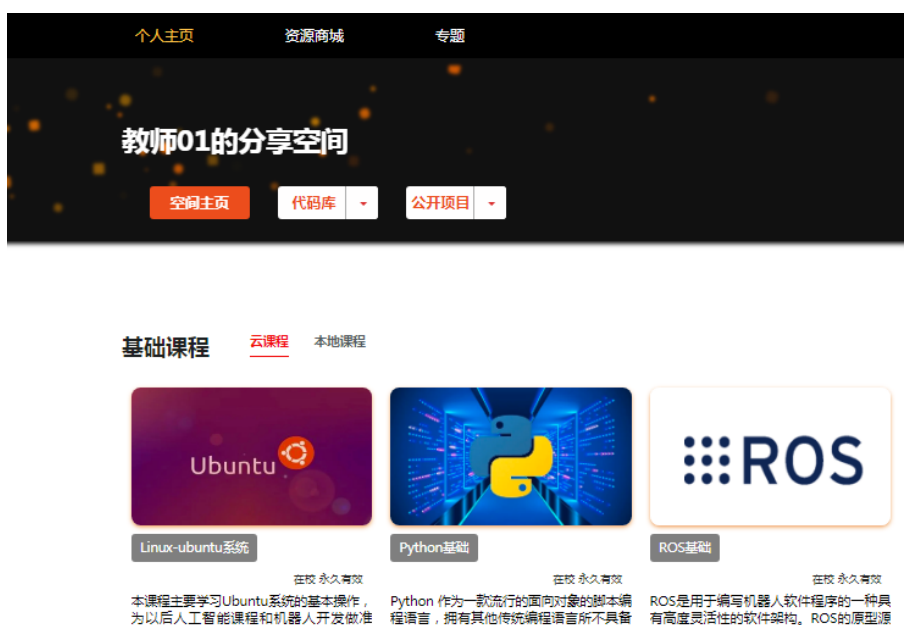 个人主页 资源商城 专题
教师01的分享空间
空间主页 代码库 公开项目
基础课程 云课程 本地课程
Ubuntu
ROS
Linux-ubuntu系统
在校 永久有效
本课程主要学习Ubuntu系统的基本操作，
为以后人工智能课程和机器人开发做准
Python基础
在校 永久有效
Python 作为一款流行的面向对象的脚本编
程语言，拥有其他传统编程语言所不具备
ROS基础
在校 永久有效
ROS是用于编写机器人软件程序的一种具
有高度灵活性的软件架构。ROS的原型源